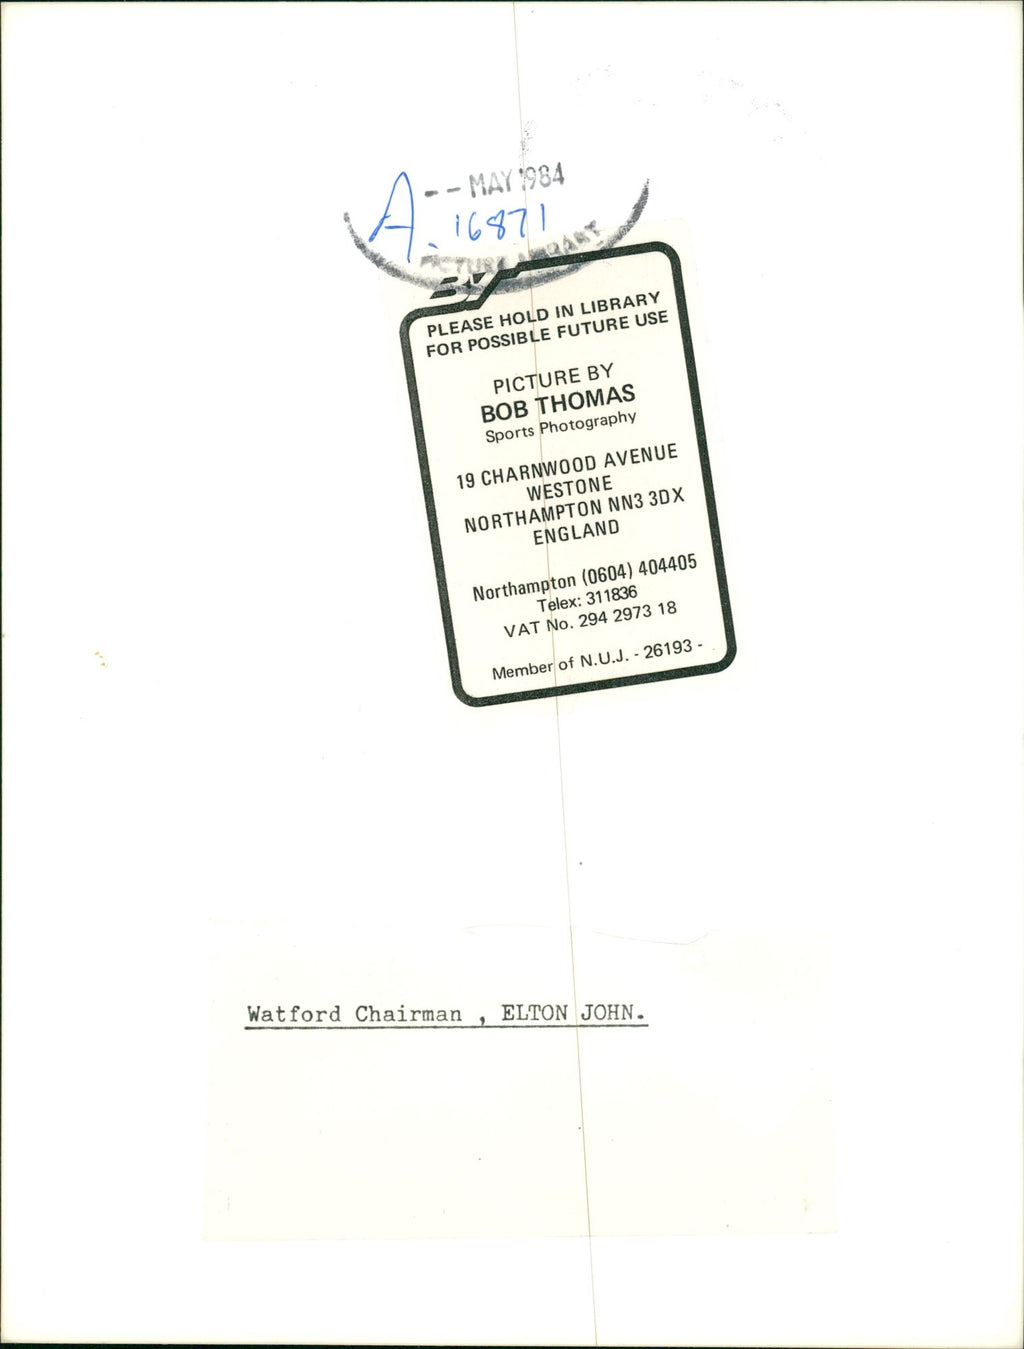 -- MAY 1984
A. 16871
PICTURE LIBRARY
PLEASE HOLD IN LIBRARY
FOR POSSIBLE FUTURE USE
PICTURE BY
BOB THOMAS
Sports Photography
19 CHARNWOOD AVENUE
WESTONE
NORTHAMPTON NN3 3DX
ENGLAND
Northampton (0604) 404405
Telex: 311836
VAT No. 294 2973 18
Member of N.U.J. - 26193 -
Watford Chairman , ELTON JOHN.